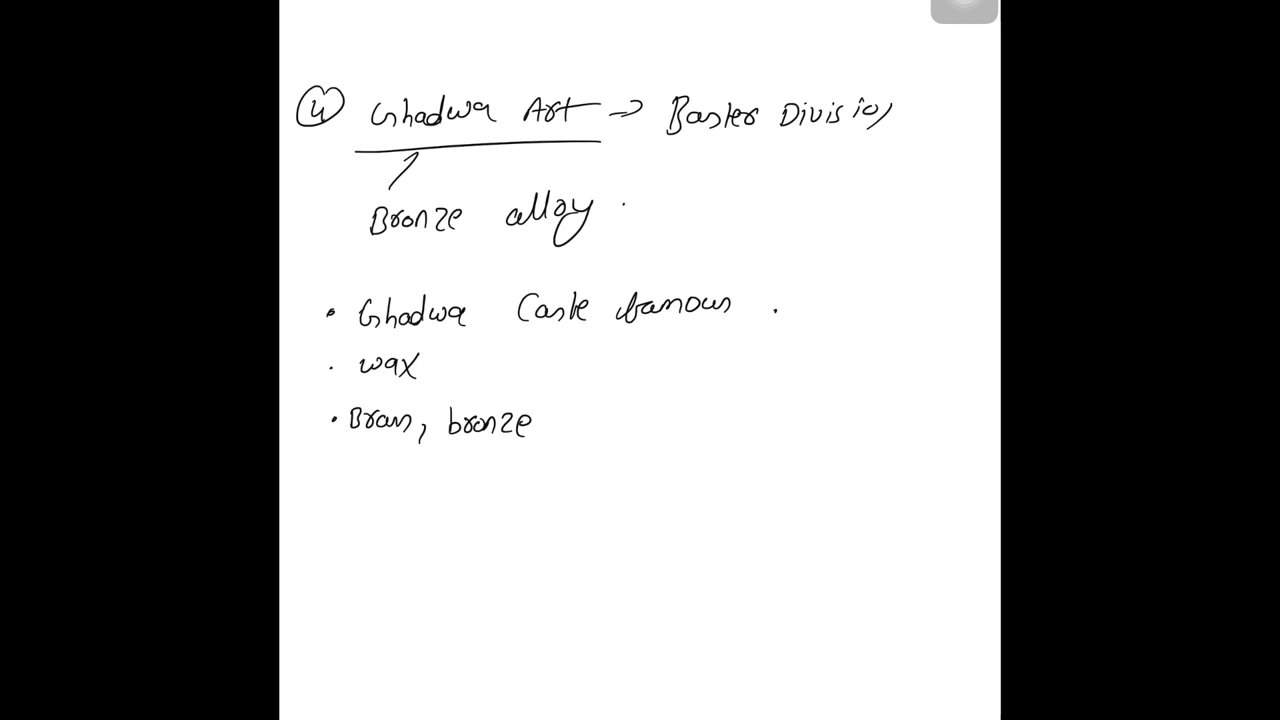 ④ Ghadwa Art → Baster Division
Bronze alloy .
• Ghadwa Caste famous .
. wax
• Brass, bronze